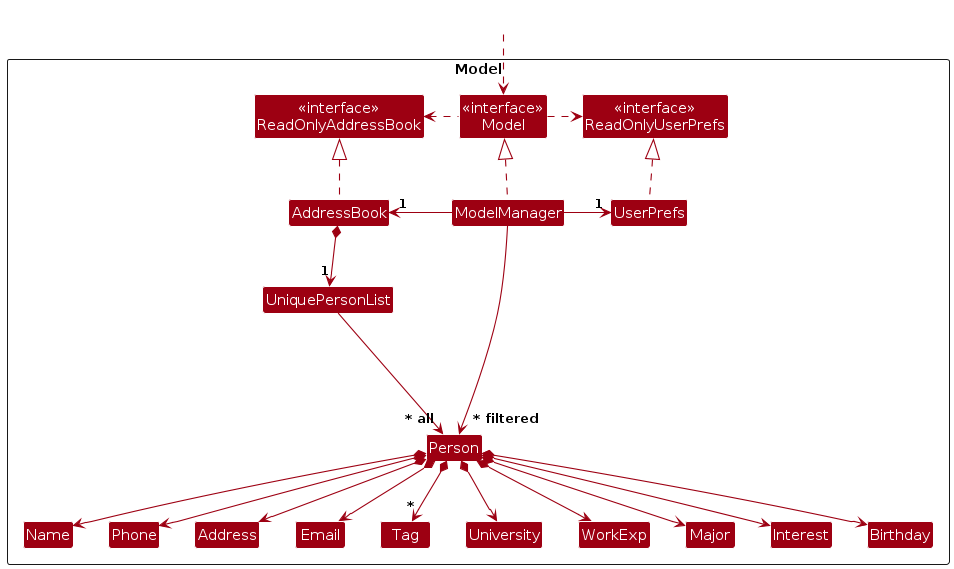 Model
«interface»
ReadOnlyAddressBook
«interface»
Model
«interface»
ReadOnlyUserPrefs
AddressBook
1
ModelManager
1
UserPrefs
1
UniquePersonList
* all
* filtered
Person
*
Name
Phone
Address
Email
Tag
University
WorkExp
Major
Interest
Birthday